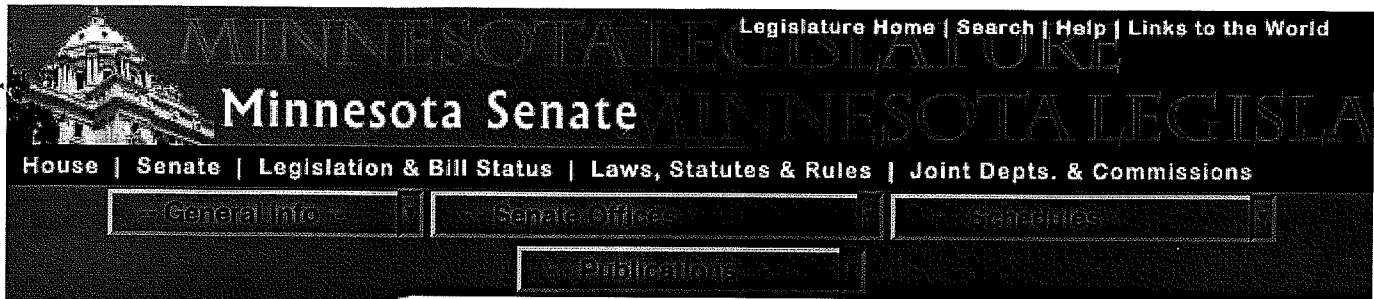 Legislature Home | Search | Help | Links to the World
MINNESOTA LEGISLATURE
Minnesota Senate
MINNESOTA LEGISLA
House | Senate | Legislation & Bill Status | Laws, Statutes & Rules | Joint Depts. & Commissions
-- General Info -- -- Senate Offices -- -- Schedules --
-- Publications --